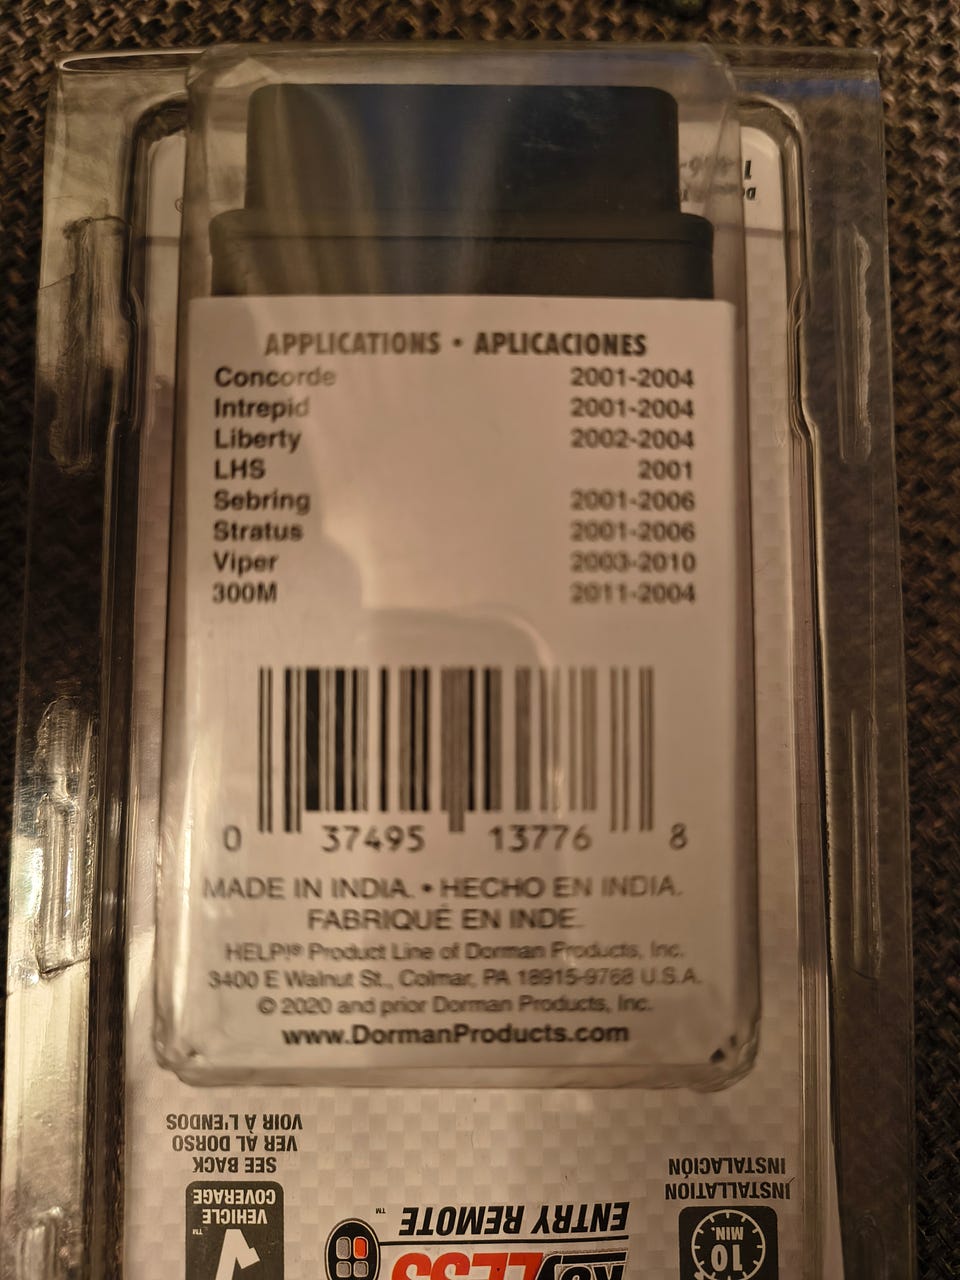 APPLICATIONS • APLICACIONES
Concorde 2001-2004
Intrepid 2001-2004
Liberty 2002-2004
LHS 2001
Sebring 2001-2006
Stratus 2001-2006
Viper 2003-2010
300M 2011-2004
0 37495 13776 8
MADE IN INDIA. • HECHO EN INDIA.
FABRIQUÉ EN INDE.
HELP!® Product Line of Dorman Products, Inc.
3400 E Walnut St., Colmar, PA 18915-9768 U.S.A.
© 2020 and prior Dorman Products, Inc.
www.DormanProducts.com
KeyLESS
ENTRY REMOTE™
10
MIN.
INSTALLATION
INSTALACIÓN
VEHICLE
COVERAGE
SEE BACK
VER AL DORSO
VOIR À L'ENDOS